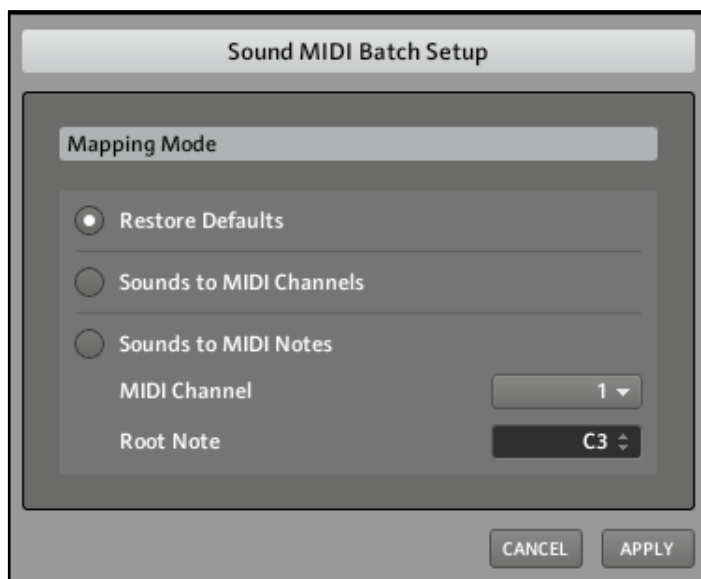 Sound MIDI Batch Setup
Mapping Mode
Restore Defaults
Sounds to MIDI Channels
Sounds to MIDI Notes
MIDI Channel 1
Root Note C3
CANCEL APPLY